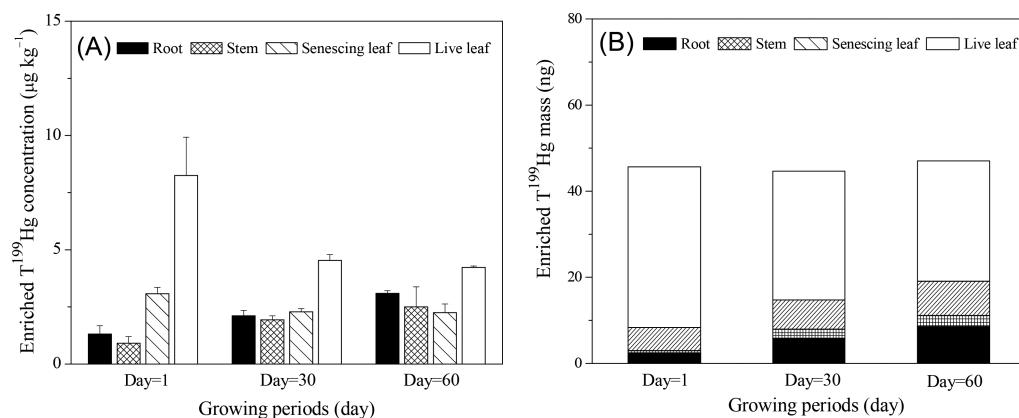 (A)
Root Stem Senescing leaf Live leaf
Enriched T¹⁹⁹Hg concentration (μg kg⁻¹)
15
10
5
0
Day=1 Day=30 Day=60
Growing periods (day)
(B)
Root Stem Senescing leaf Live leaf
Enriched T¹⁹⁹Hg mass (ng)
80
60
40
20
0
Day=1 Day=30 Day=60
Growing periods (day)